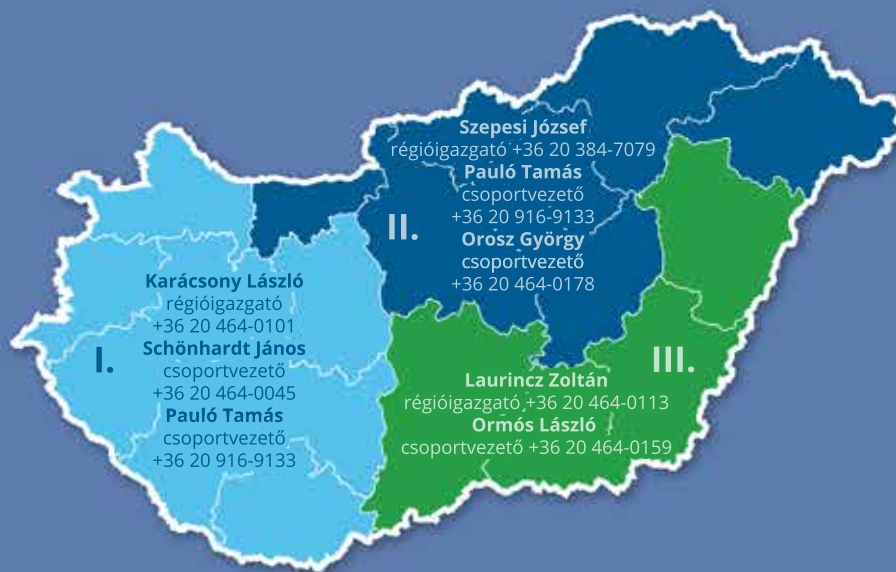 Szepesi József
régióigazgató +36 20 384-7079
Pauló Tamás
csoportvezető
+36 20 916-9133
Orosz György
csoportvezető
+36 20 464-0178
II.
Karácsony László
régióigazgató
+36 20 464-0101
Schönhardt János
csoportvezető
+36 20 464-0045
Pauló Tamás
csoportvezető
+36 20 916-9133
I.
Laurincz Zoltán
régióigazgató +36 20 464-0113
Ormós László
csoportvezető +36 20 464-0159
III.